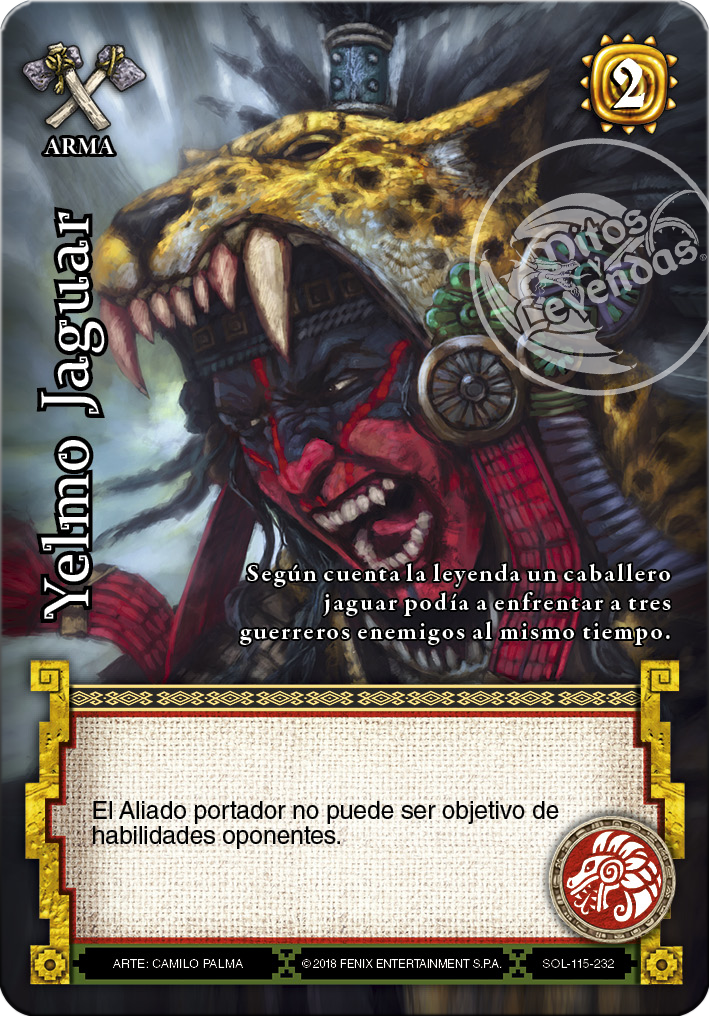 ARMA
2
Mitos
y
Leyendas
®
Yelmo Jaguar
Según cuenta la leyenda un caballero
jaguar podía a enfrentar a tres
guerreros enemigos al mismo tiempo.
El Aliado portador no puede ser objetivo de
habilidades oponentes.
ARTE: CAMILO PALMA
©2018 FENIX ENTERTAINMENT S.P.A.
SOL-115-232